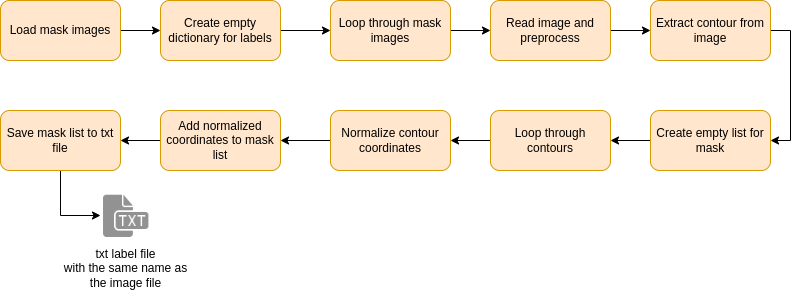 Load mask images
Create empty
dictionary for labels
Loop through mask
images
Read image and
preprocess
Extract contour from
image
Create empty list for
mask
Loop through
contours
Normalize contour
coordinates
Add normalized
coordinates to mask
list
Save mask list to txt
file
TXT
txt label file
with the same name as
the image file